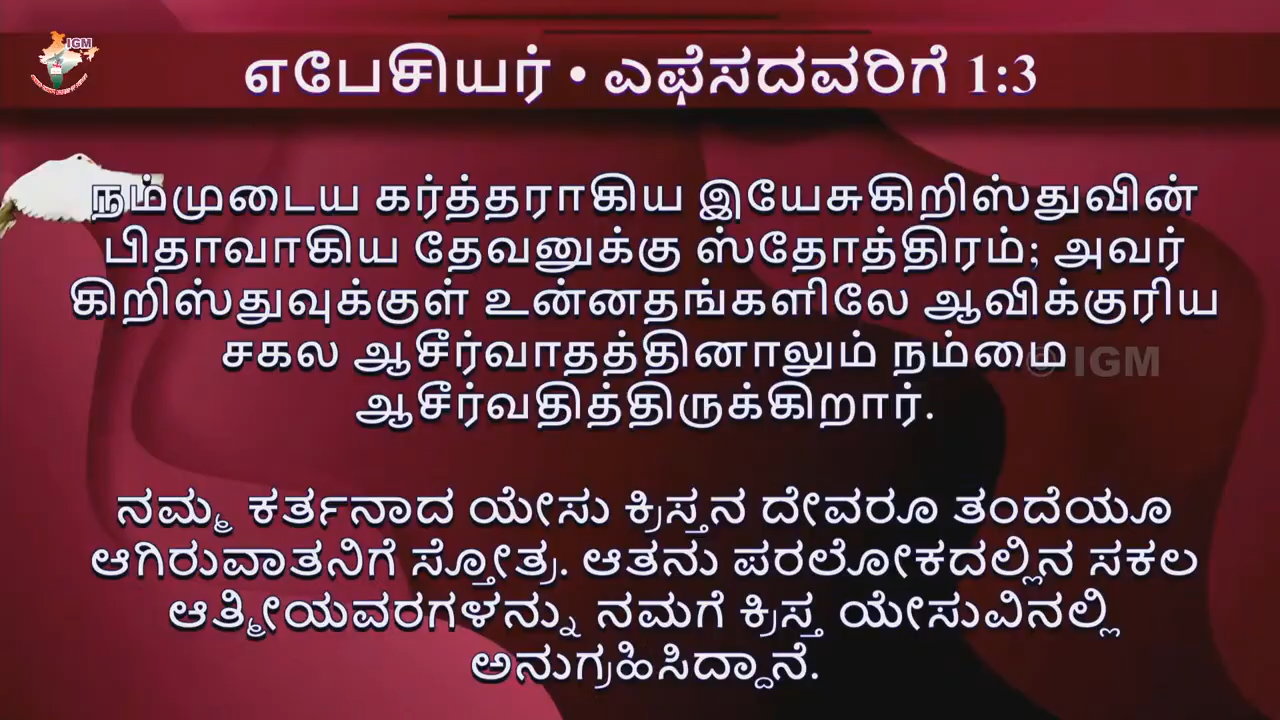 IGM
எபேசியர் • ಎಫೆಸದವರಿಗೆ 1:3
நம்முடைய கர்த்தராகிய இயேசுகிறிஸ்துவின்
பிதாவாகிய தேவனுக்கு ஸ்தோத்திரம்; அவர்
கிறிஸ்துவுக்குள் உன்னதங்களிலே ஆவிக்குரிய
சகல ஆசீர்வாதத்தினாலும் நம்மை
© IGM
ஆசீர்வதித்திருக்கிறார்.
ನಮ್ಮ ಕರ್ತನಾದ ಯೇಸು ಕ್ರಿಸ್ತನ ದೇವರೂ ತಂದೆಯೂ
ಆಗಿರುವಾತನಿಗೆ ಸ್ತೋತ್ರ. ಆತನು ಪರಲೋಕದಲ್ಲಿನ ಸಕಲ
ಆತ್ಮೀಯವರಗಳನ್ನು ನಮಗೆ ಕ್ರಿಸ್ತ ಯೇಸುವಿನಲ್ಲಿ
ಅನುಗ್ರಹಿಸಿದ್ದಾನೆ.